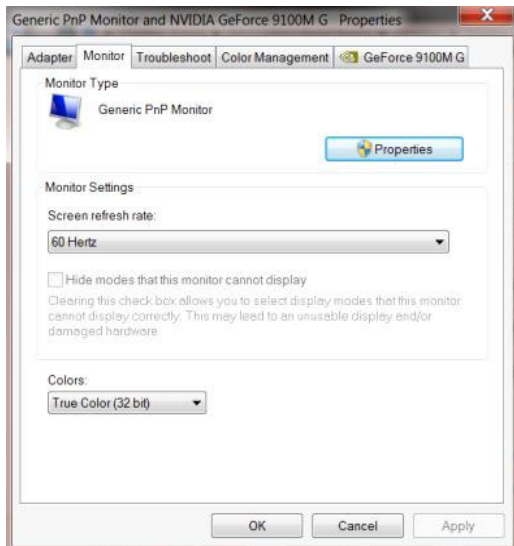 Generic PnP Monitor and NVIDIA GeForce 9100M G Properties
Adapter Monitor Troubleshoot Color Management GeForce 9100M G
Monitor Type
Generic PnP Monitor
Properties
Monitor Settings
Screen refresh rate:
60 Hertz
Hide modes that this monitor cannot display
Clearing this check box allows you to select display modes that this monitor
cannot display correctly. This may lead to an unusable display and/or
damaged hardware.
Colors:
True Color (32 bit)
OK Cancel Apply